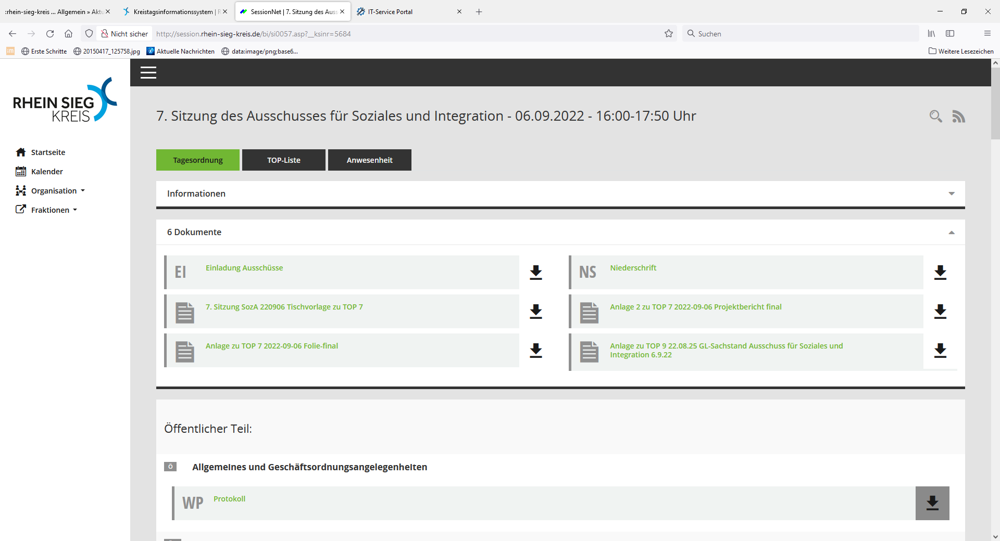 :rhein-sieg-kreis ... Allgemein » Aktu
Kreistagsinformationssystem | R
SessionNet | 7. Sitzung des Auss
IT-Service Portal
Nicht sicher
http://session.rhein-sieg-kreis.de/bi/si0057.asp?__ksinr=5684
Suchen
im
Erste Schritte
20150417_125758.jpg
Aktuelle Nachrichten
data:image/png;base6...
Weitere Lesezeichen
RHEIN SIEG
KREIS
Startseite
Kalender
Organisation
Fraktionen
7. Sitzung des Ausschusses für Soziales und Integration - 06.09.2022 - 16:00-17:50 Uhr
Tagesordnung
TOP-Liste
Anwesenheit
Informationen
6 Dokumente
EI
Einladung Ausschüsse
NS
Niederschrift
7. Sitzung SozA 220906 Tischvorlage zu TOP 7
Anlage 2 zu TOP 7 2022-09-06 Projektbericht final
Anlage zu TOP 7 2022-09-06 Folie-final
Anlage zu TOP 9 22.08.25 GL-Sachstand Ausschuss für Soziales und
Integration 6.9.22
Öffentlicher Teil:
Ö
Allgemeines und Geschäftsordnungsangelegenheiten
WP
Protokoll